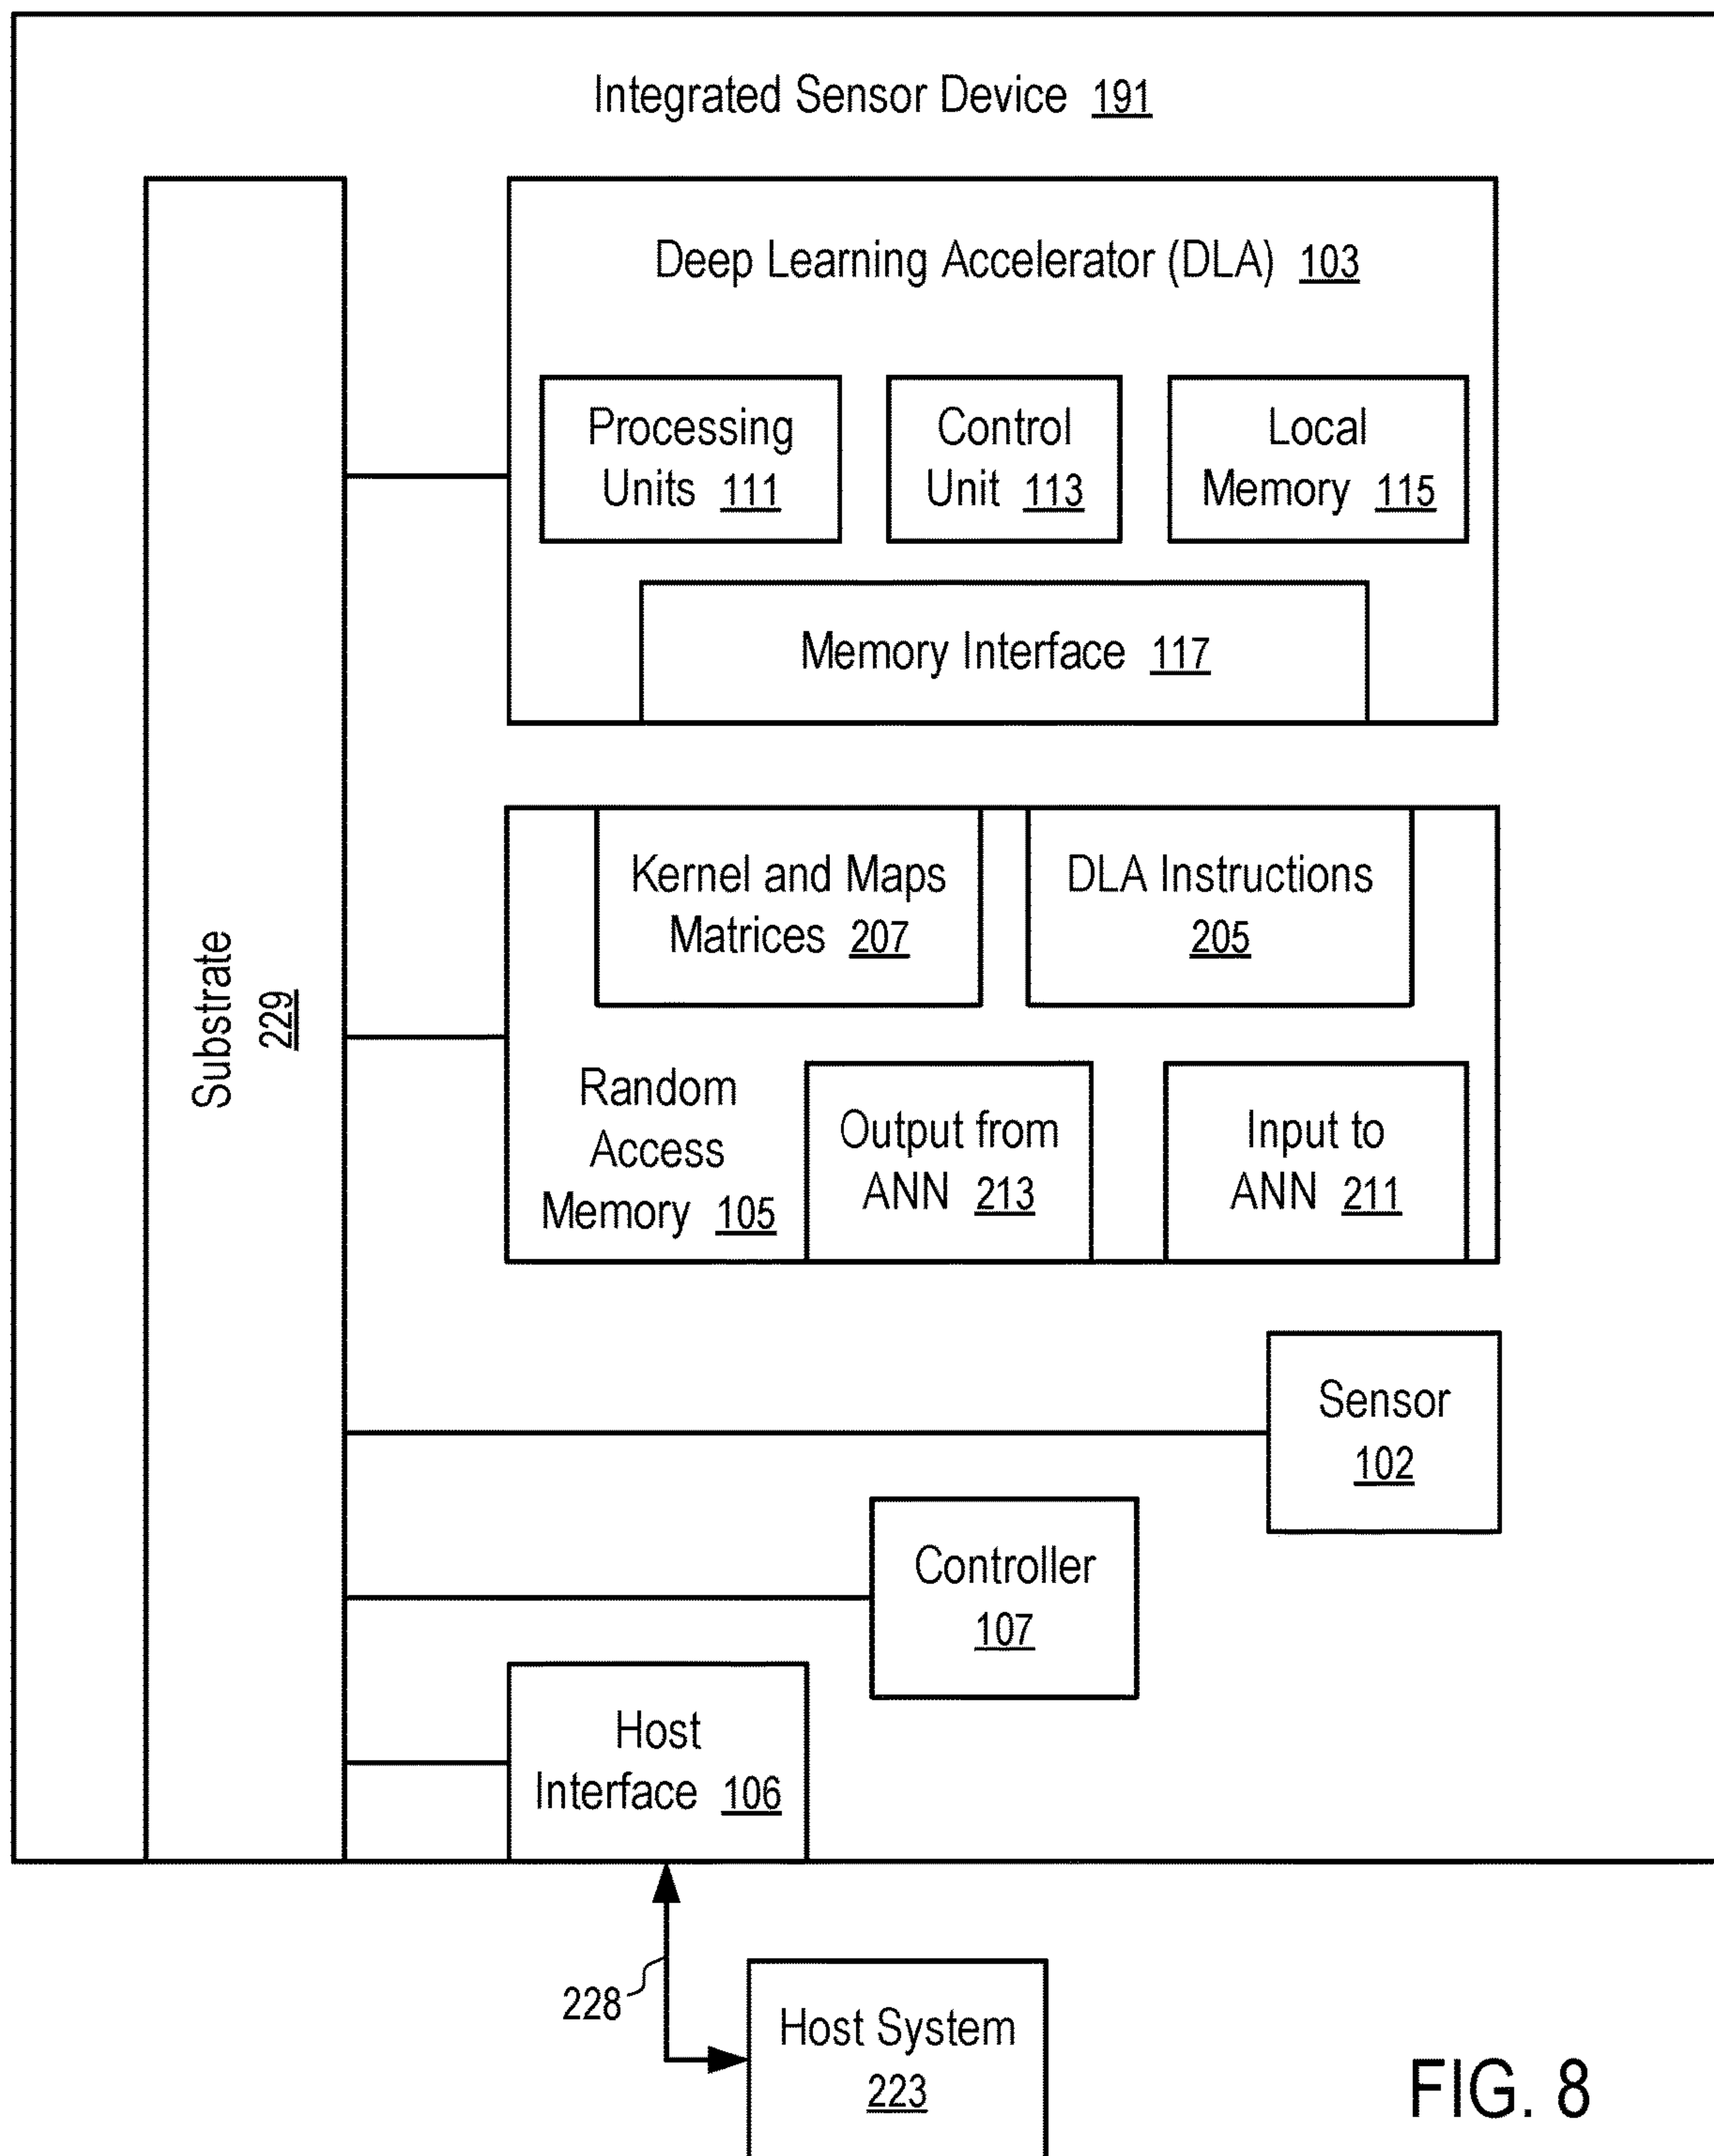 Integrated Sensor Device 191
Deep Learning Accelerator (DLA) 103
Processing
Units 111
Control
Unit 113
Local
Memory 115
Memory Interface 117
Substrate
229
Kernel and Maps
Matrices 207
DLA Instructions
205
Random
Access
Memory 105
Output from
ANN 213
Input to
ANN 211
Sensor
102
Controller
107
Host
Interface 106
228
Host System
223
FIG. 8